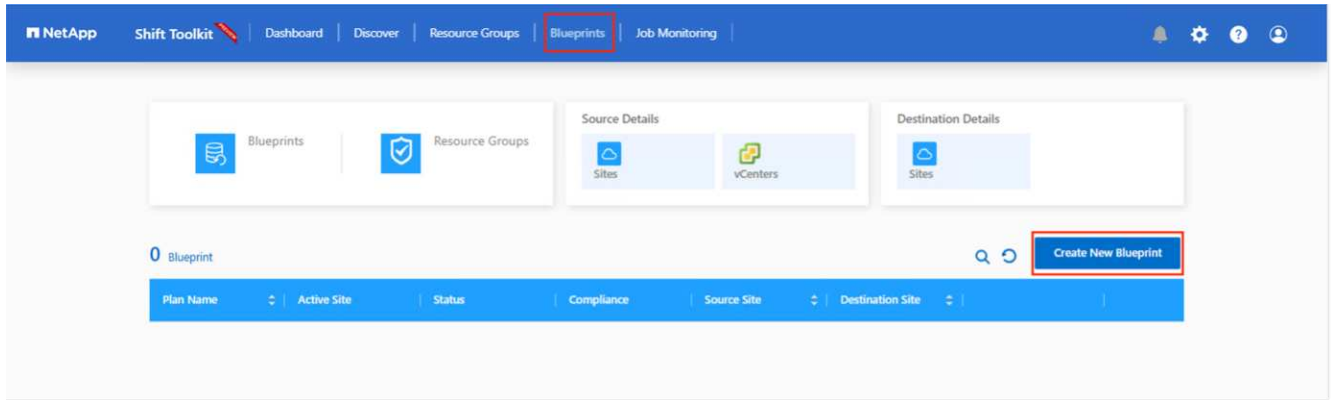 NetApp Shift Toolkit Dashboard Discover Resource Groups Blueprints Job Monitoring
Blueprints
Resource Groups
Source Details
Sites
vCenters
Destination Details
Sites
0 Blueprint
Create New Blueprint
Plan Name Active Site Status Compliance Source Site Destination Site